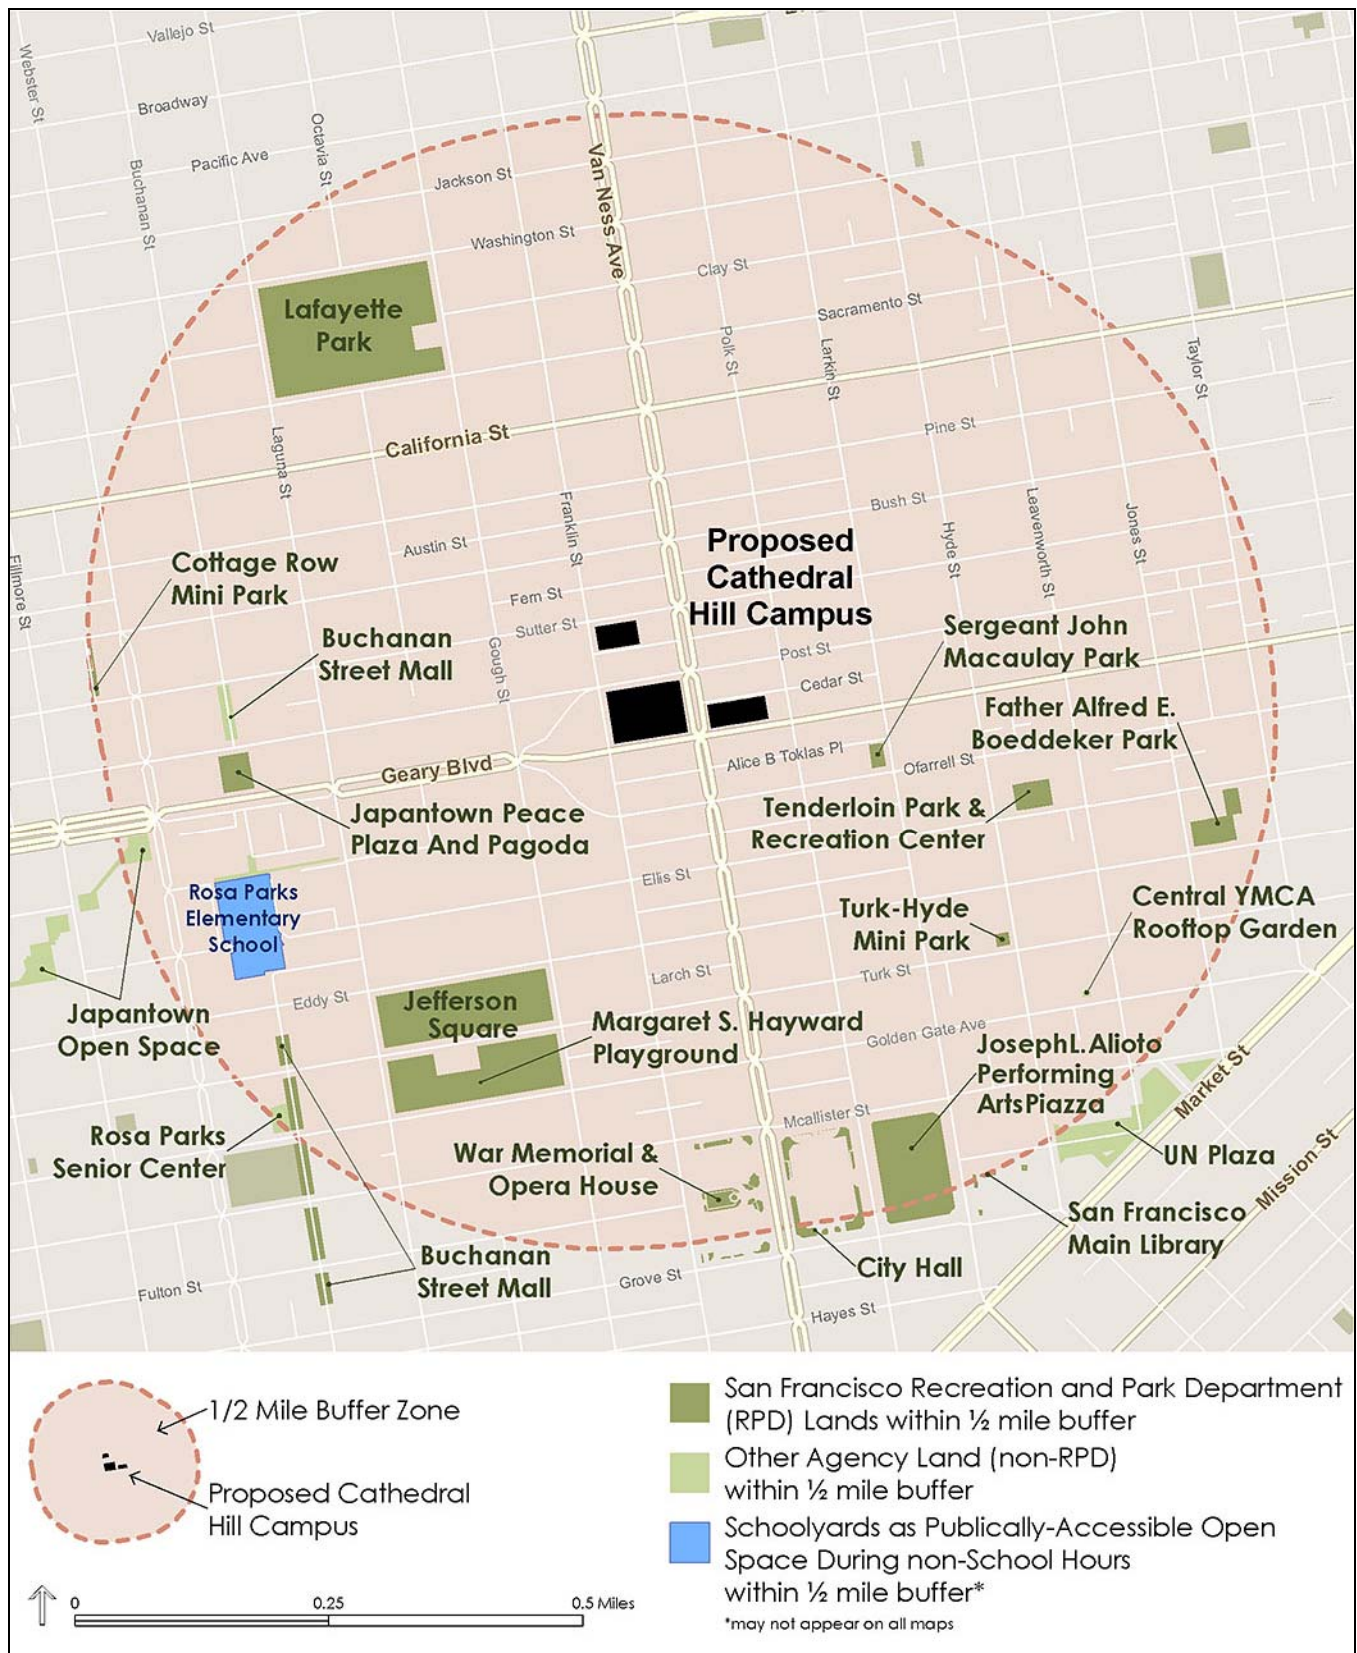 Vallejo St
Webster St
Broadway
Octavia St
Pacific Ave
Buchanan St
Jackson St
Van Ness Ave
Washington St
Clay St
Lafayette
Park
Sacramento St
Polk St
Larkin St
Taylor St
California St
Laguna St
Pine St
Franklin St
Bush St
Leavenworth St
Jones St
Hyde St
Austin St
Fillmore St
Proposed
Cathedral
Hill Campus
Cottage Row
Mini Park
Fern St
Sutter St
Gough St
Buchanan
Street Mall
Post St
Cedar St
Sergeant John
Macaulay Park
Father Alfred E.
Boeddeker Park
Geary Blvd
Alice B Toklas Pl
Ofarrell St
Japantown Peace
Plaza And Pagoda
Tenderloin Park &
Recreation Center
Ellis St
Rosa Parks
Elementary
School
Turk-Hyde
Mini Park
Central YMCA
Rooftop Garden
Larch St
Turk St
Eddy St
Jefferson
Square
Japantown
Open Space
Margaret S. Hayward
Playground
Golden Gate Ave
JosephL.Alioto
Performing
ArtsPiazza
Market St
Mcallister St
Rosa Parks
Senior Center
War Memorial &
Opera House
UN Plaza
Mission St
San Francisco
Main Library
Buchanan
Street Mall
City Hall
Fulton St
Grove St
Hayes St
1/2 Mile Buffer Zone
Proposed Cathedral
Hill Campus
0 0.25 0.5 Miles
San Francisco Recreation and Park Department
(RPD) Lands within ½ mile buffer
Other Agency Land (non-RPD)
within ½ mile buffer
Schoolyards as Publically-Accessible Open
Space During non-School Hours
within ½ mile buffer*
*may not appear on all maps